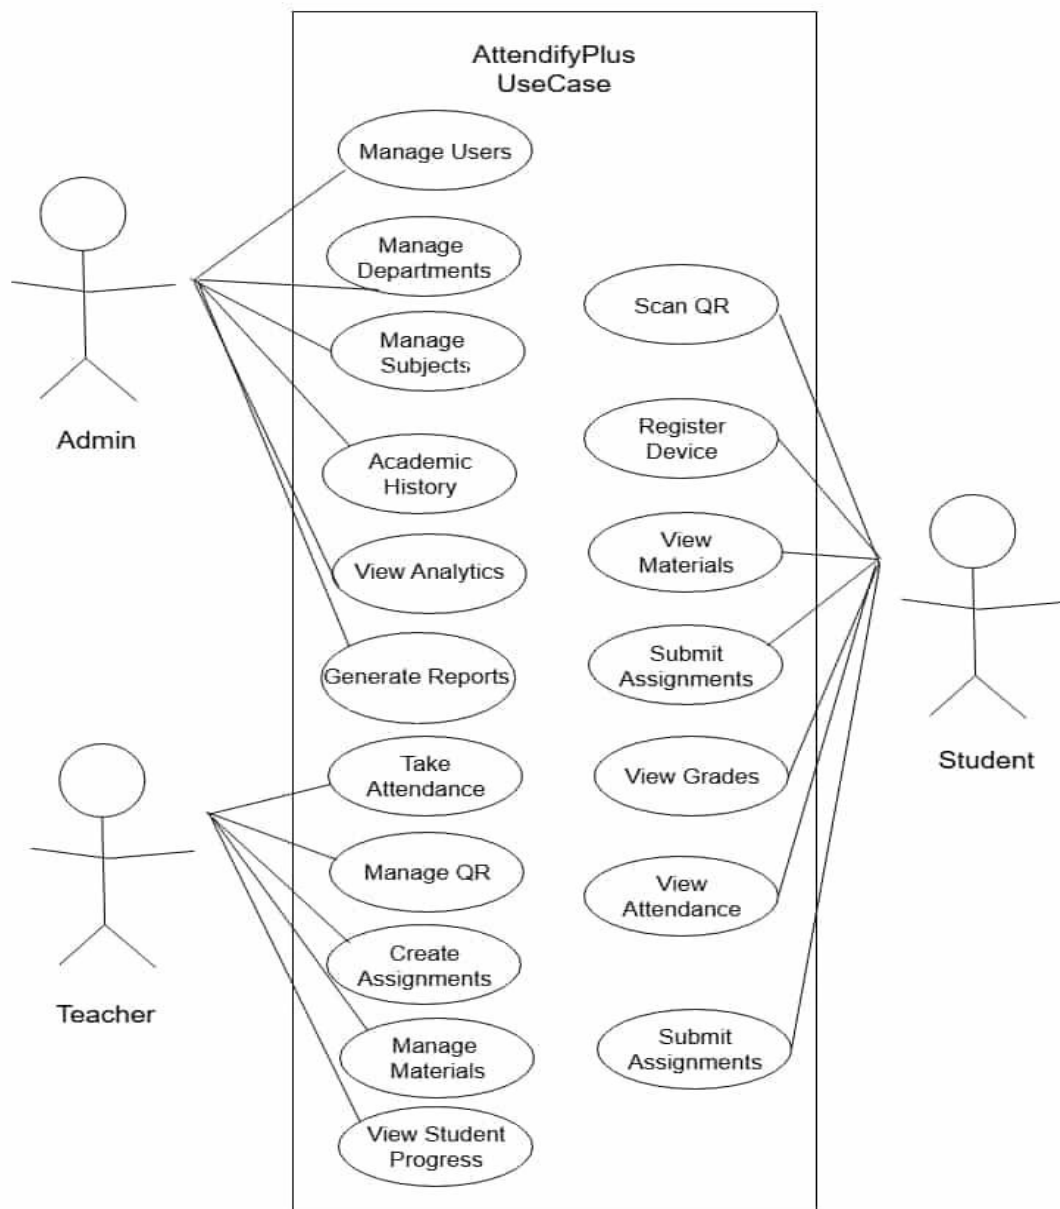 AttendifyPlus
UseCase
Manage Users
Manage
Departments
Manage
Subjects
Academic
History
View Analytics
Generate Reports
Take
Attendance
Manage QR
Create
Assignments
Manage
Materials
View Student
Progress
Scan QR
Register
Device
View
Materials
Submit
Assignments
View Grades
View
Attendance
Submit
Assignments
Admin
Teacher
Student